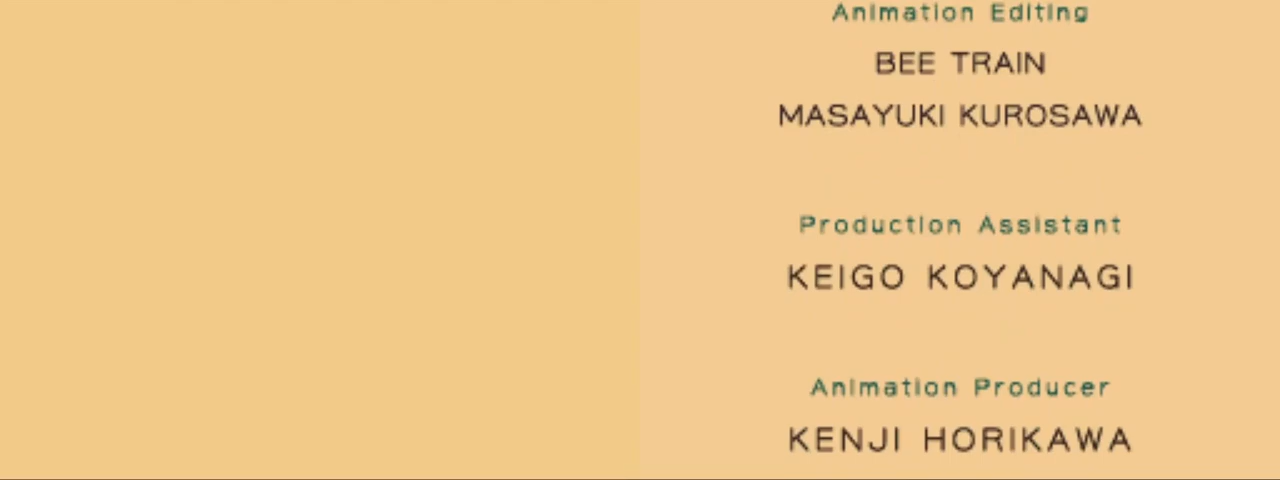 Animation Editing
BEE TRAIN
MASAYUKI KUROSAWA
Production Assistant
KEIGO KOYANAGI
Animation Producer
KENJI HORIKAWA